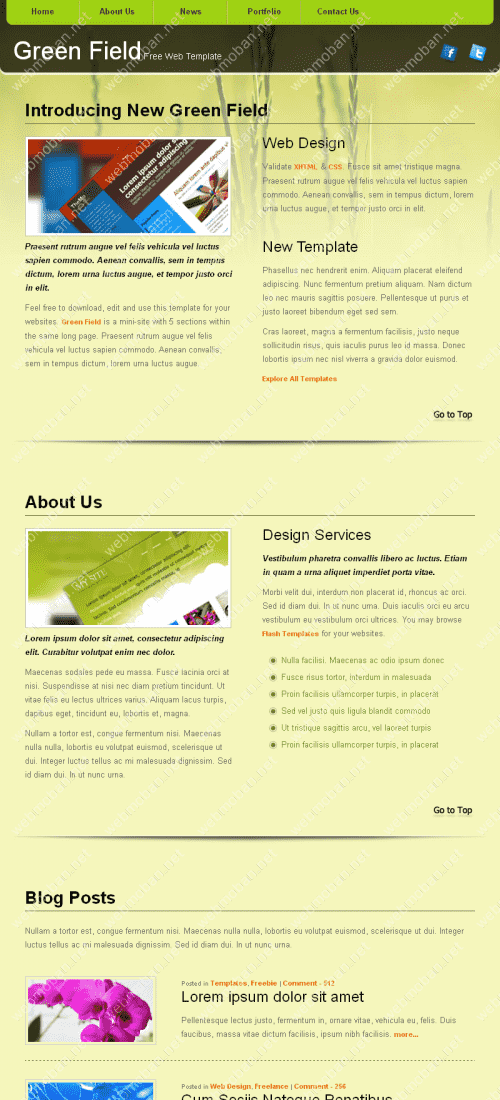 Home About Us News Portfolio Contact Us
Green Field Free Web Template
Introducing New Green Field
Praesent rutrum augue vel felis vehicula vel luctus
sapien commodo. Aenean convallis, sem in tempus
dictum, lorem urna luctus augue, et tempor justo orci
in elit.
Feel free to download, edit and use this template for your
websites. Green Field is a mini-site with 5 sections within
the same long page. Praesent rutrum augue vel felis
vehicula vel luctus sapien commodo. Aenean convallis,
sem in tempus dictum, lorem urna luctus augue.
Web Design
Validate XHTML & CSS. Fusce sit amet tristique magna.
Praesent rutrum augue vel felis vehicula vel luctus sapien
commodo. Aenean convallis, sem in tempus dictum, lorem
urna luctus augue, et tempor justo orci in elit.
New Template
Phasellus nec hendrerit enim. Aliquam placerat eleifend
adipiscing. Nunc fermentum pretium aliquam. Nam dictum
leo nec mauris sagittis posuere. Pellentesque ut purus et
justo laoreet bibendum eget sed sem.
Cras laoreet, magna a fermentum facilisis, justo neque
sollicitudin risus, quis iaculis purus leo id massa. Donec
lobortis ipsum nec nisl viverra a gravida dolor euismod.
Explore All Templates
Go to Top
About Us
Lorem ipsum dolor sit amet, consectetur adipiscing
elit. Curabitur volutpat enim nec dolor.
Maecenas sodales pede eu massa. Fusce lacinia orci at
nisi. Suspendisse at nisi nec diam pretium tincidunt. Ut
vitae felis eu lectus ultrices varius. Aliquam lacus turpis,
dapibus eget, tincidunt eu, lobortis et, magna.
Nullam a tortor est, congue fermentum nisi. Maecenas
nulla nulla, lobortis eu volutpat euismod, scelerisque ut
dui. Integer luctus tellus ac mi malesuada dignissim. Sed
id diam dui. In ut nunc urna.
Design Services
Vestibulum pharetra convallis libero ac luctus. Etiam
in quam a urna aliquet imperdiet porta vitae.
Morbi velit dui, interdum non placerat id, rhoncus ac orci.
Sed id diam dui. In ut nunc urna. Duis iaculis orci eu arcu
vestibulum eu vestibulum orci ultrices. You may browse
Flash Templates for your websites.
Nulla facilisi. Maecenas ac odio ipsum donec
Fusce risus tortor, interdum in malesuada
Proin facilisis ullamcorper turpis, in placerat
Sed vel justo quis ligula blandit commodo
Ut tristique sagittis arcu, vel laoreet turpis
Proin facilisis ullamcorper turpis, in placerat
Go to Top
Blog Posts
Nullam a tortor est, congue fermentum nisi. Maecenas nulla nulla, lobortis eu volutpat euismod, scelerisque ut dui. Integer
luctus tellus ac mi malesuada dignissim. Sed id diam dui. In ut nunc urna.
Posted in Templates, Freebie | Comment - 512
Lorem ipsum dolor sit amet
Pellentesque lectus justo, fermentum in, ornare vitae, vehicula eu, felis. Duis
faucibus, massa vitae dictum facilisis, ipsum nibh facilisis. more...
Posted in Web Design, Freelance | Comment - 256
Cum Sociis Natoque Penatibus